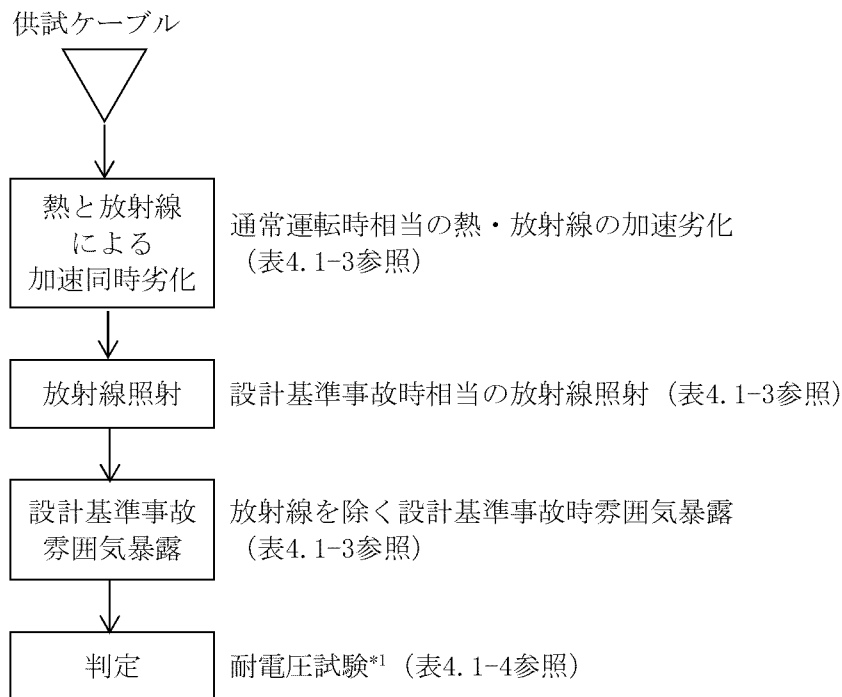 供試ケーブル
熱と放射線
による
加速同時劣化
通常運転時相当の熱・放射線の加速劣化
（表4.1-3参照）
放射線照射
設計基準事故時相当の放射線照射（表4.1-3参照）
設計基準事故
雰囲気暴露
放射線を除く設計基準事故時雰囲気暴露
（表4.1-3参照）
判定
耐電圧試験*1（表4.1-4参照）